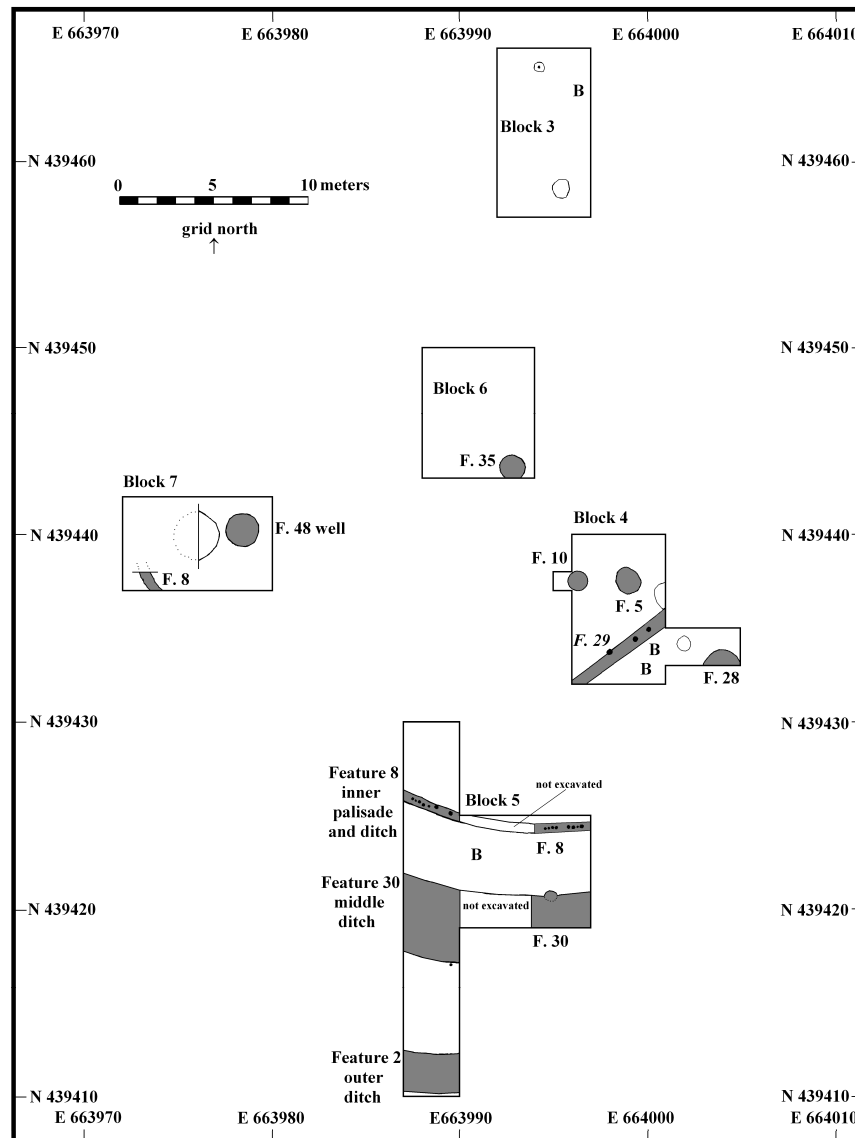 E 663970
E 663980
E 663990
E 664000
E 664010
B
Block 3
N 439460
N 439460
0 5 10 meters
grid north
↑
N 439450
N 439450
Block 6
F. 35
Block 7
F. 48 well
F. 8
N 439440
N 439440
Block 4
F. 10
F. 5
F. 29
B
B
F. 28
N 439430
N 439430
Feature 8
inner
palisade
and ditch
not excavated
Block 5
F. 8
B
Feature 30
middle
ditch
not excavated
F. 30
N 439420
N 439420
Feature 2
outer
ditch
N 439410
N 439410
E 663970
E 663980
E 663990
E 664000
E 664010